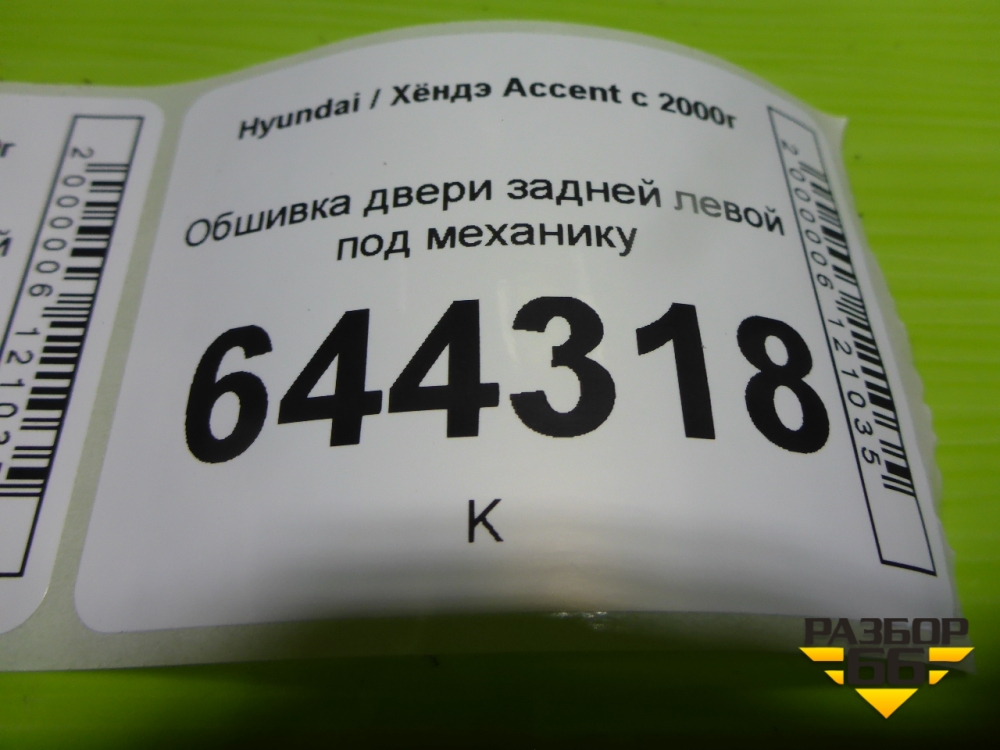 Hyundai / Хёндэ Accent с 2000г
Обшивка двери задней левой
под механику
644318
К
2000006121035
РАЗБОР
66